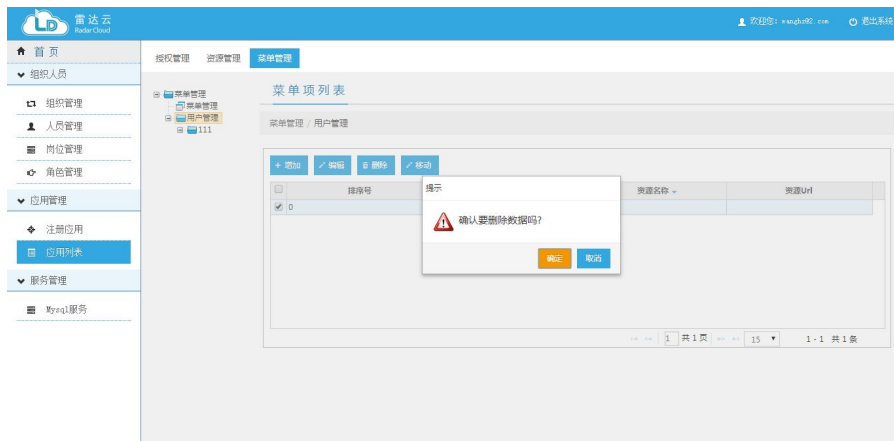 雷达云
Radar Cloud
欢迎您: wanghs02.com 退出系统
首页
组织人员
组织管理
人员管理
岗位管理
角色管理
应用管理
注册应用
应用列表
服务管理
Mysql服务
授权管理 资源管理 菜单管理
菜单管理
菜单管理
用户管理
111
菜单项列表
菜单管理 / 用户管理
+ 增加 编辑 删除 移动
排序号 资源名称 资源Url
0
提示
确认要删除数据吗?
确定 取消
1 共1页 15 1 - 1 共1条